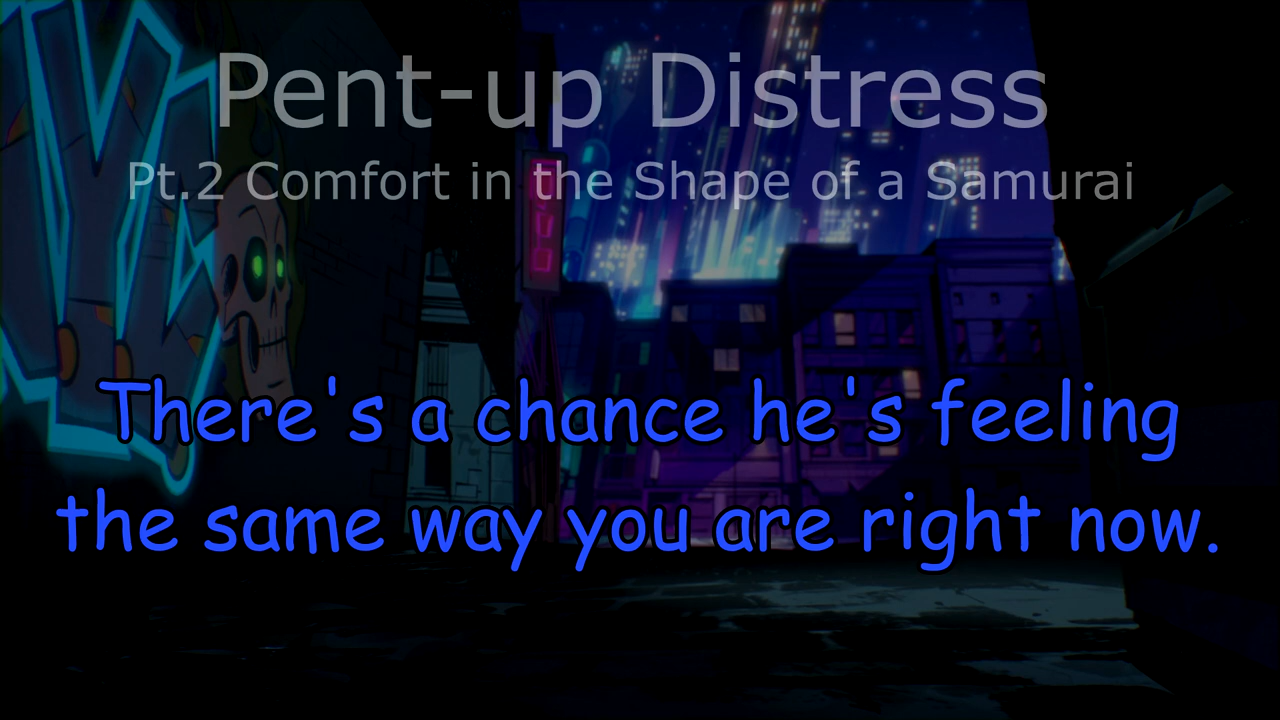 Pent-up Distress
Pt.2 Comfort in the Shape of a Samurai
There's a chance he's feeling
the same way you are right now.